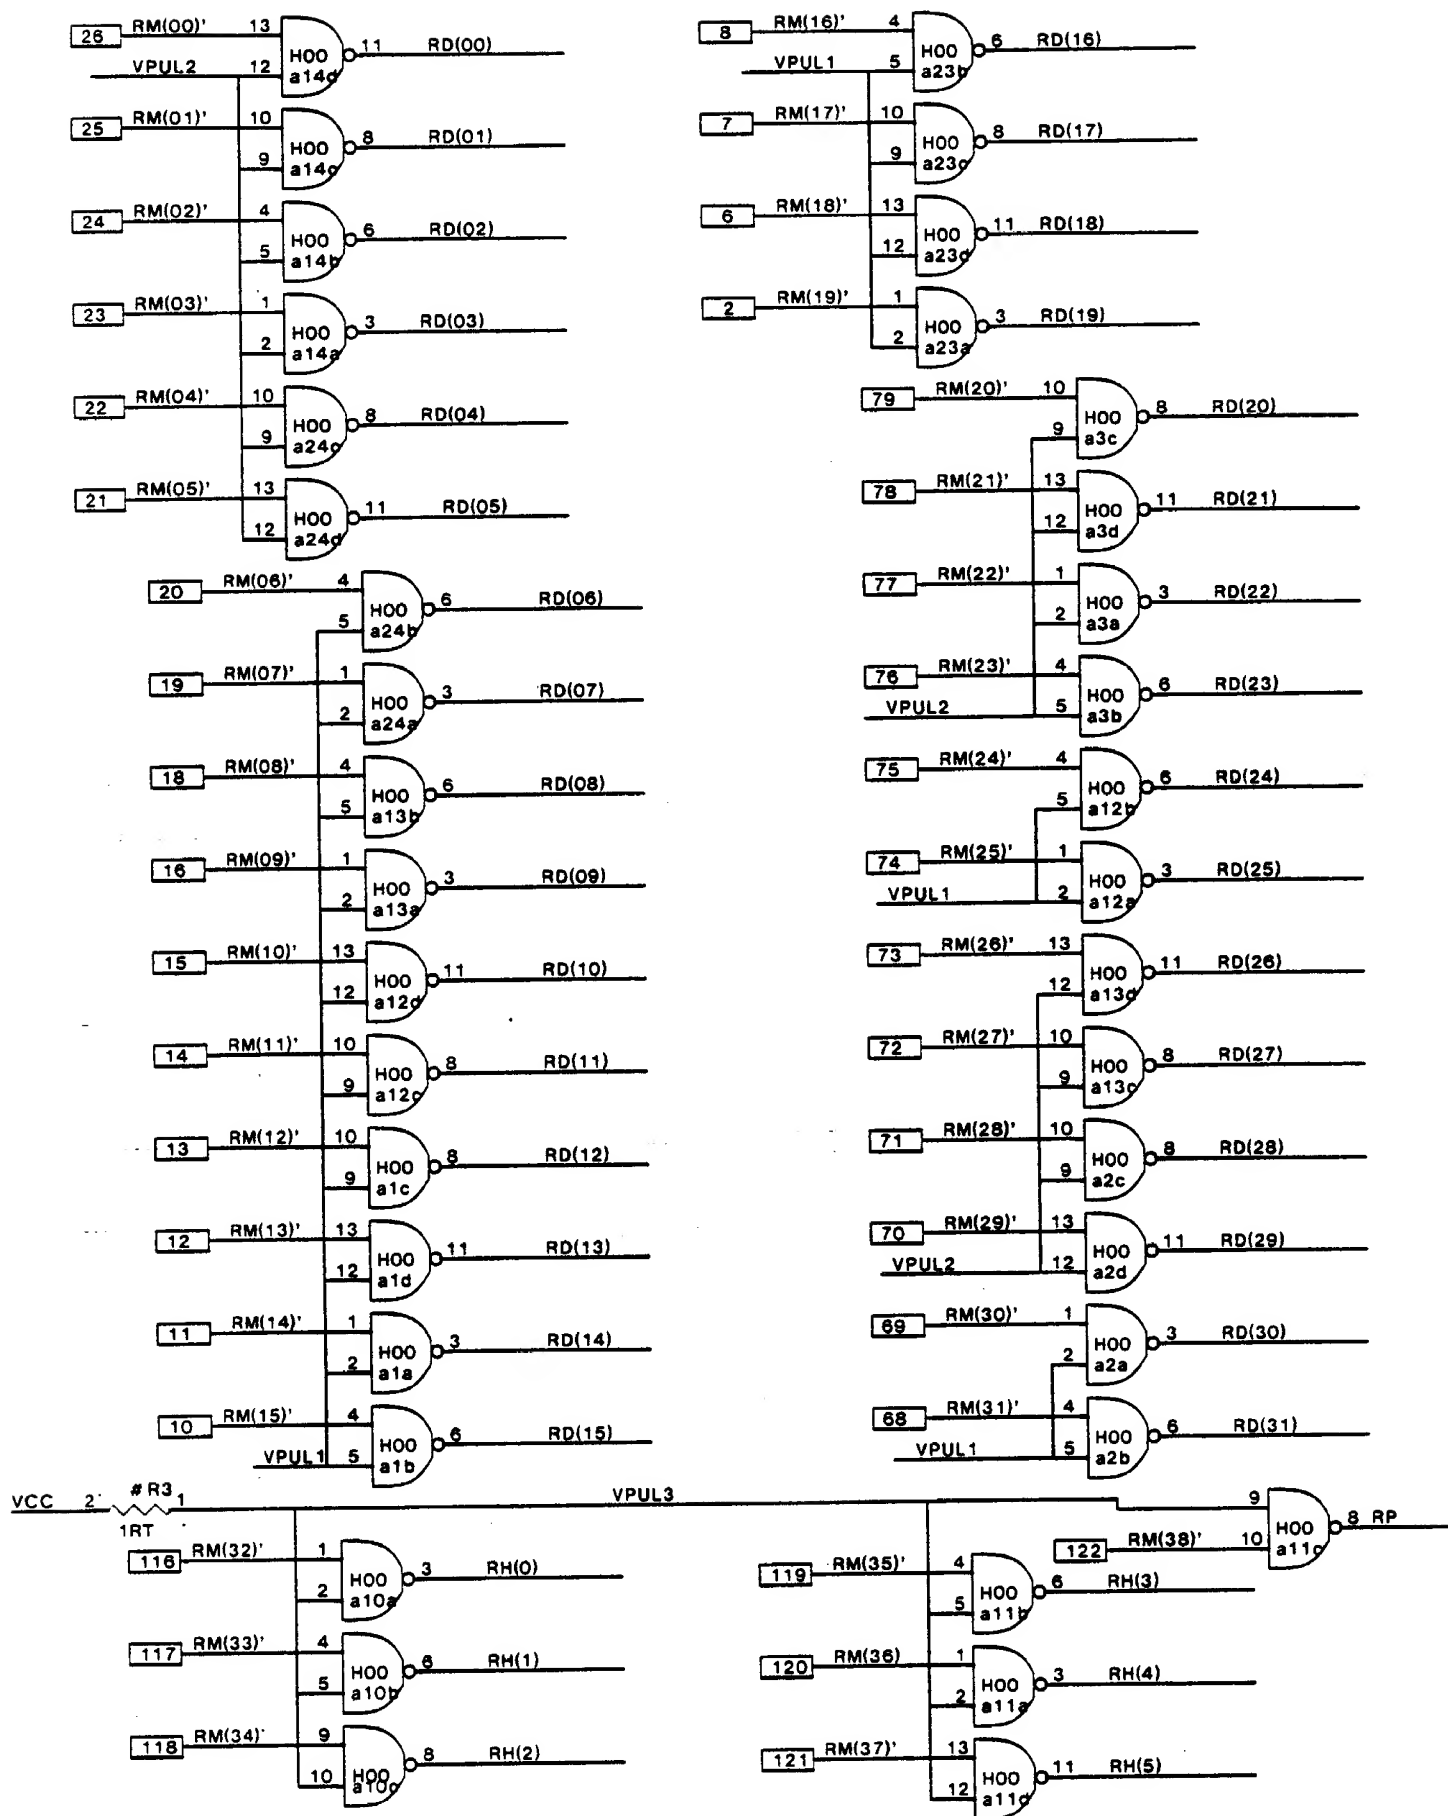 26 RM(00)' 13 H00 a14d 11 RD(00)
VPUL2 12
25 RM(01)' 10 H00 a14c 8 RD(01)
9
24 RM(02)' 4 H00 a14b 6 RD(02)
5
23 RM(03)' 1 H00 a14a 3 RD(03)
2
22 RM(04)' 10 H00 a24c 8 RD(04)
9
21 RM(05)' 13 H00 a24d 11 RD(05)
12
20 RM(06)' 4 H00 a24b 6 RD(06)
5
19 RM(07)' 1 H00 a24a 3 RD(07)
2
18 RM(08)' 4 H00 a13b 6 RD(08)
5
16 RM(09)' 1 H00 a13a 3 RD(09)
2
15 RM(10)' 13 H00 a12d 11 RD(10)
12
14 RM(11)' 10 H00 a12c 8 RD(11)
9
13 RM(12)' 10 H00 a1c 8 RD(12)
9
12 RM(13)' 13 H00 a1d 11 RD(13)
12
11 RM(14)' 1 H00 a1a 3 RD(14)
2
10 RM(15)' 4 H00 a1b 6 RD(15)
VPUL1 5
8 RM(16)' 4 H00 a23b 6 RD(16)
VPUL1 5
7 RM(17)' 10 H00 a23c 8 RD(17)
9
6 RM(18)' 13 H00 a23d 11 RD(18)
12
2 RM(19)' 1 H00 a23a 3 RD(19)
2
79 RM(20)' 10 H00 a3c 8 RD(20)
9
78 RM(21)' 13 H00 a3d 11 RD(21)
12
77 RM(22)' 1 H00 a3a 3 RD(22)
2
76 RM(23)' 4 H00 a3b 6 RD(23)
VPUL2 5
75 RM(24)' 4 H00 a12b 6 RD(24)
5
74 RM(25)' 1 H00 a12a 3 RD(25)
VPUL1 2
73 RM(26)' 13 H00 a13d 11 RD(26)
12
72 RM(27)' 10 H00 a13c 8 RD(27)
9
71 RM(28)' 10 H00 a2c 8 RD(28)
9
70 RM(29)' 13 H00 a2d 11 RD(29)
VPUL2 12
69 RM(30)' 1 H00 a2a 3 RD(30)
2
68 RM(31)' 4 H00 a2b 6 RD(31)
VPUL1 5
VCC 2 #R3 1 VPUL3 9
1RT
122 RM(38)' 10 H00 a11c 8 RP
116 RM(32)' 1 H00 a10a 3 RH(0)
2
117 RM(33)' 4 H00 a10b 6 RH(1)
5
118 RM(34)' 9 H00 a10c 8 RH(2)
10
119 RM(35)' 4 H00 a11b 6 RH(3)
5
120 RM(36) 1 H00 a11a 3 RH(4)
2
121 RM(37)' 13 H00 a11d 11 RH(5)
12